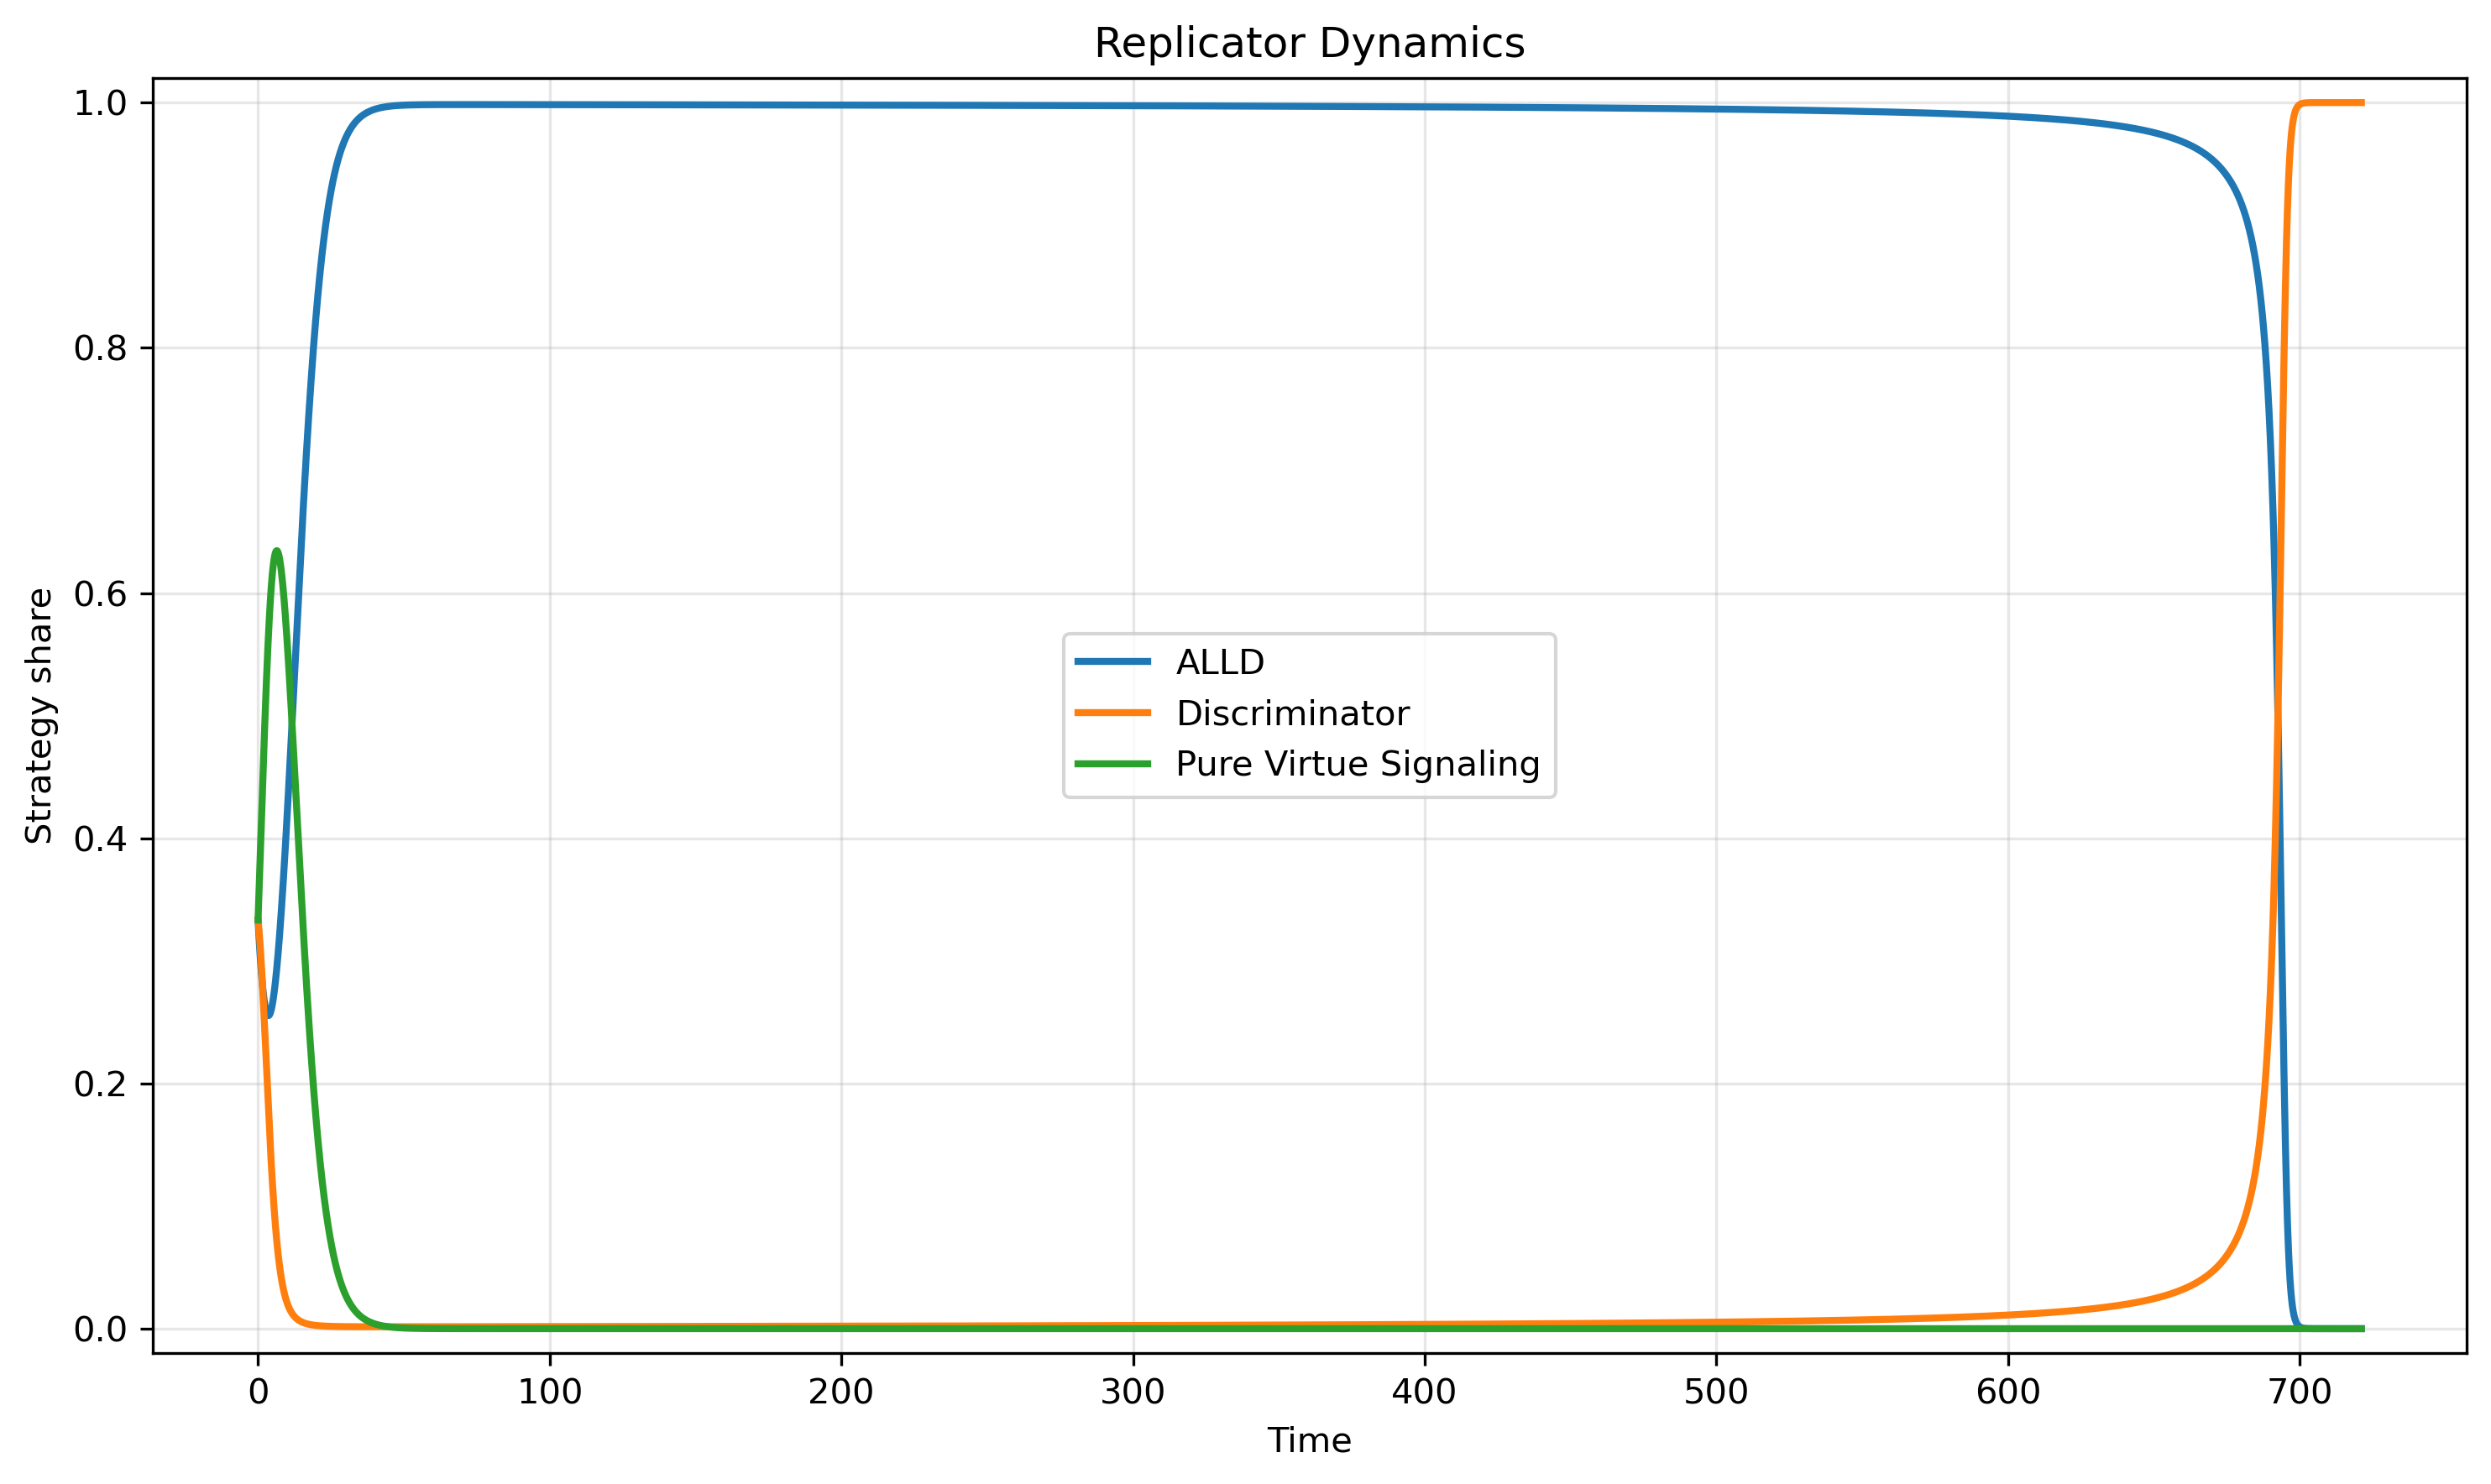 Replicator Dynamics
Strategy share
1.0
0.8
0.6
0.4
0.2
0.0
ALLD
Discriminator
Pure Virtue Signaling
0 100 200 300 400 500 600 700
Time